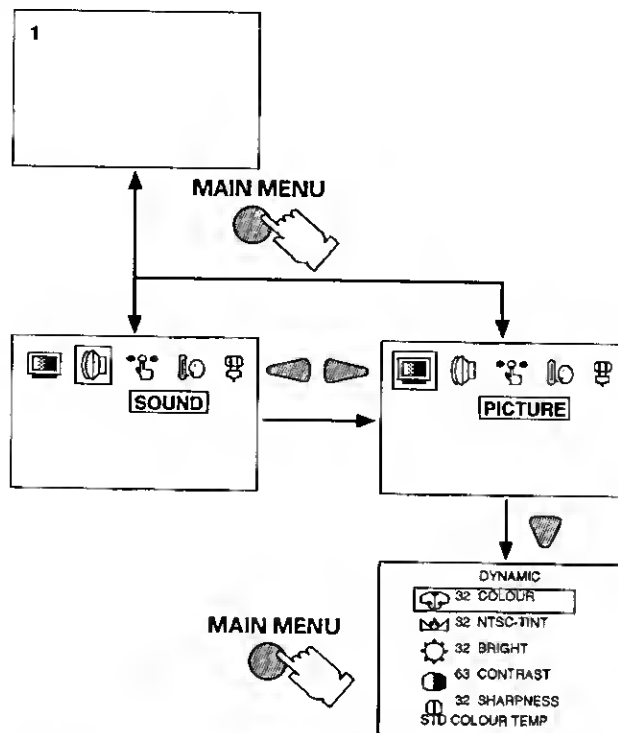 1
MAIN MENU
SOUND
PICTURE
DYNAMIC
32 COLOUR
32 NTSC-TINT
32 BRIGHT
63 CONTRAST
32 SHARPNESS
STD COLOUR TEMP
MAIN MENU